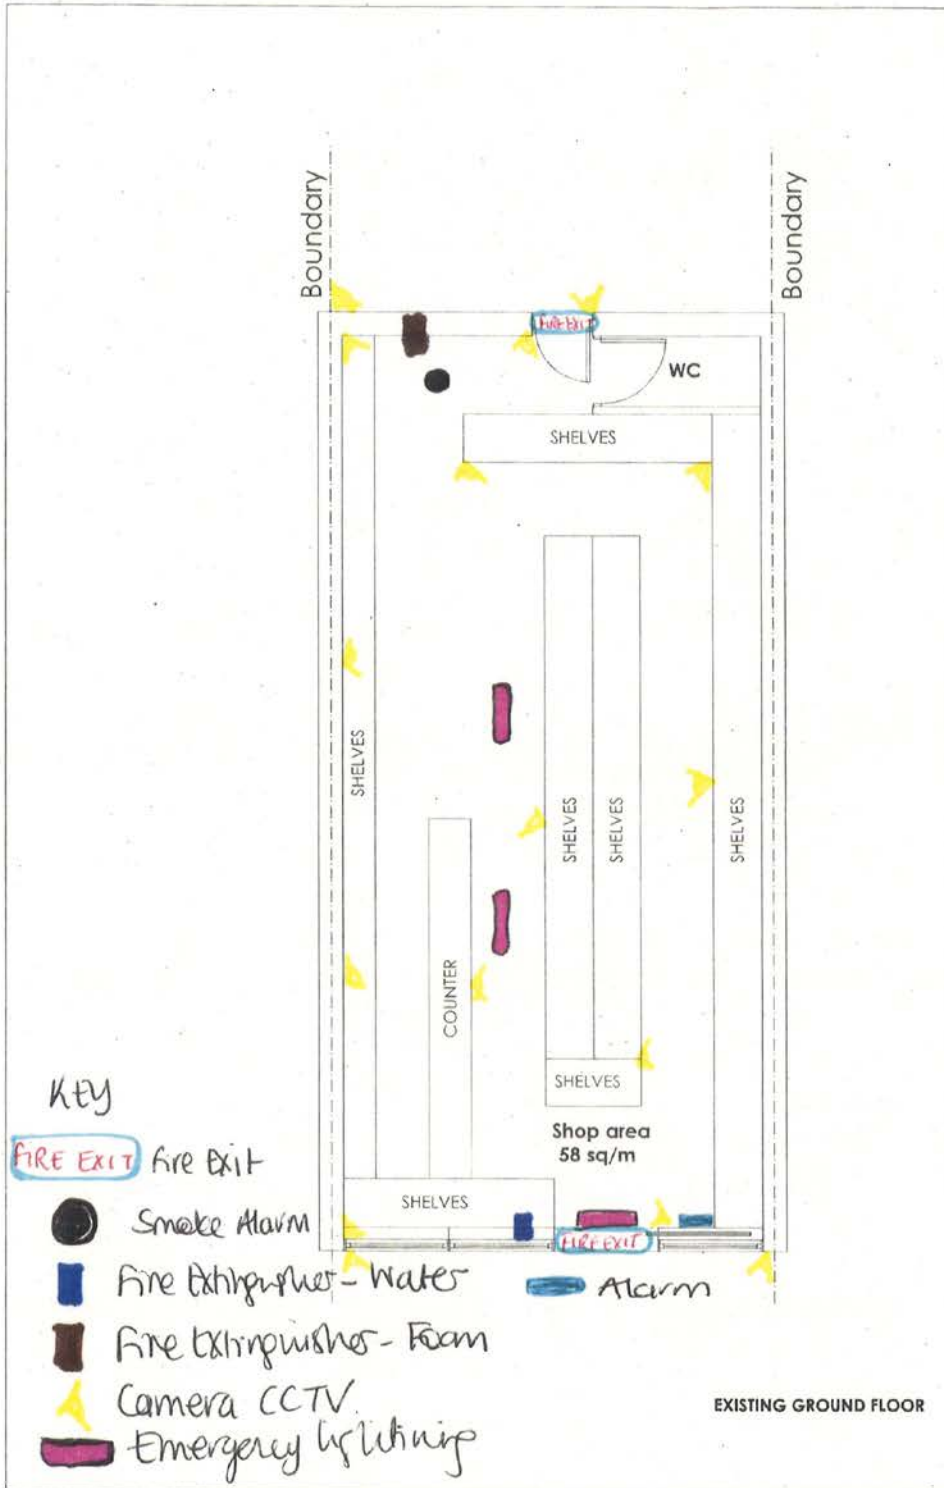 Boundary
Boundary
FIRE EXIT
WC
SHELVES
SHELVES
SHELVES
SHELVES
SHELVES
COUNTER
SHELVES
Shop area
58 sq/m
SHELVES
FIRE EXIT
KEY
FIRE EXIT Fire Exit
Smoke Alarm
Fire Extinguisher - Water
Alarm
Fire Extinguisher - Foam
Camera CCTV.
Emergency lightining
EXISTING GROUND FLOOR